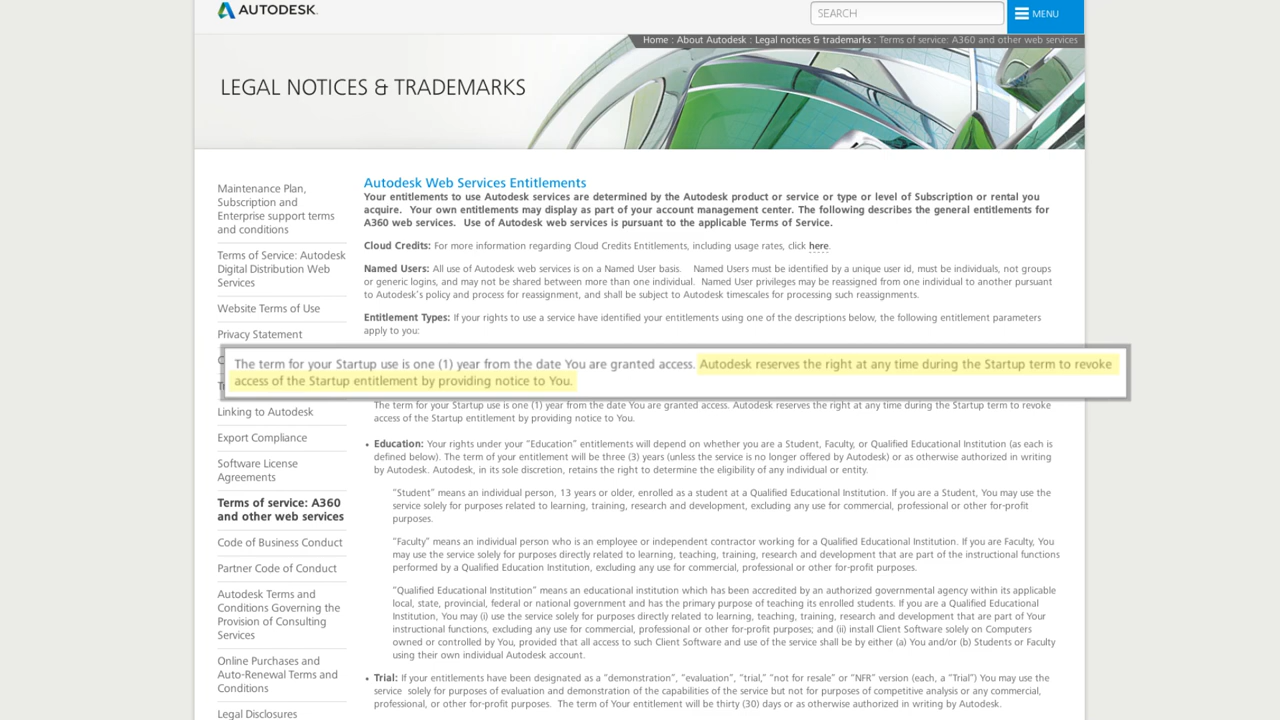 AUTODESK.
SEARCH
MENU
Home : About Autodesk : Legal notices & trademarks : Terms of service: A360 and other web services
LEGAL NOTICES & TRADEMARKS
Maintenance Plan,
Subscription and
Enterprise support terms
and conditions
Terms of Service: Autodesk
Digital Distribution Web
Services
Website Terms of Use
Privacy Statement
Linking to Autodesk
Export Compliance
Software License
Agreements
Terms of service: A360
and other web services
Code of Business Conduct
Partner Code of Conduct
Autodesk Terms and
Conditions Governing the
Provision of Consulting
Services
Online Purchases and
Auto-Renewal Terms and
Conditions
Legal Disclosures
Autodesk Web Services Entitlements
Your entitlements to use Autodesk services are determined by the Autodesk product or service or type or level of Subscription or rental you
acquire. Your own entitlements may display as part of your account management center. The following describes the general entitlements for
A360 web services. Use of Autodesk web services is pursuant to the applicable Terms of Service.
Cloud Credits: For more information regarding Cloud Credits Entitlements, including usage rates, click here.
Named Users: All use of Autodesk web services is on a Named User basis. Named Users must be identified by a unique user id, must be individuals, not groups
or generic logins, and may not be shared between more than one individual. Named User privileges may be reassigned from one individual to another pursuant
to Autodesk's policy and process for reassignment, and shall be subject to Autodesk timescales for processing such reassignments.
Entitlement Types: If your rights to use a service have identified your entitlements using one of the descriptions below, the following entitlement parameters
apply to you:
The term for your Startup use is one (1) year from the date You are granted access. Autodesk reserves the right at any time during the Startup term to revoke
access of the Startup entitlement by providing notice to You.
The term for your Startup use is one (1) year from the date You are granted access. Autodesk reserves the right at any time during the Startup term to revoke
access of the Startup entitlement by providing notice to You.
• Education: Your rights under your "Education" entitlements will depend on whether you are a Student, Faculty, or Qualified Educational Institution (as each is
defined below). The term of your entitlement will be three (3) years (unless the service is no longer offered by Autodesk) or as otherwise authorized in writing
by Autodesk. Autodesk, in its sole discretion, retains the right to determine the eligibility of any individual or entity.
"Student" means an individual person, 13 years or older, enrolled as a student at a Qualified Educational Institution. If you are a Student, You may use the
service solely for purposes related to learning, training, research and development, excluding any use for commercial, professional or other for-profit
purposes.
"Faculty" means an individual person who is an employee or independent contractor working for a Qualified Educational Institution. If you are Faculty, You
may use the service solely for purposes directly related to learning, teaching, training, research and development that are part of the instructional functions
performed by a Qualified Education Institution, excluding any use for commercial, professional or other for-profit purposes.
"Qualified Educational Institution" means an educational institution which has been accredited by an authorized governmental agency within its applicable
local, state, provincial, federal or national government and has the primary purpose of teaching its enrolled students. If you are a Qualified Educational
Institution, You may (i) use the service solely for purposes directly related to learning, teaching, training, research and development that are part of Your
instructional functions, excluding any use for commercial, professional or other for-profit purposes; and (ii) install Client Software solely on Computers
owned or controlled by You, provided that all access to such Client Software and use of the service shall be by either (a) You and/or (b) Students or Faculty
using their own individual Autodesk account.
• Trial: If your entitlements have been designated as a "demonstration", "evaluation", "trial," "not for resale" or "NFR" version (each, a "Trial") You may use the
service solely for purposes of evaluation and demonstration of the capabilities of the service but not for purposes of competitive analysis or any commercial,
professional, or other for-profit purposes. The term of Your entitlement will be thirty (30) days or as otherwise authorized in writing by Autodesk.